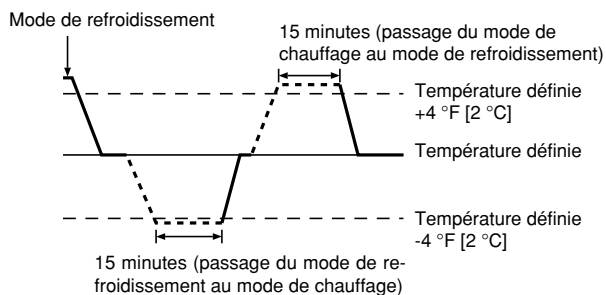 Mode de refroidissement
15 minutes (passage du mode de
chauffage au mode de refroidissement)
Température définie
+4 °F [2 °C]
Température définie
Température définie
-4 °F [2 °C]
15 minutes (passage du mode de re-
froidissement au mode de chauffage)